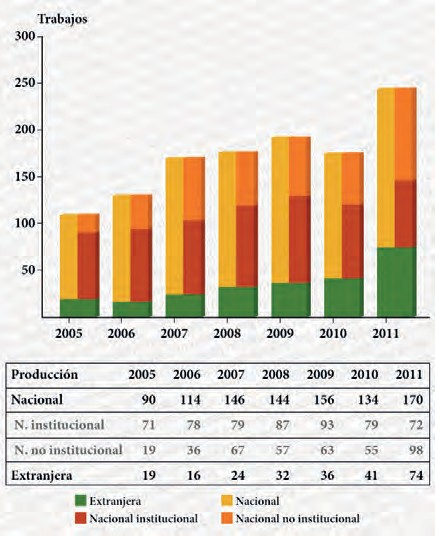 Trabajos
300
250
200
150
100
50
2005 2006 2007 2008 2009 2010 2011
Producción 2005 2006 2007 2008 2009 2010 2011
Nacional 90 114 146 144 156 134 170
N. institucional 71 78 79 87 93 79 72
N. no institucional 19 36 67 57 63 55 98
Extranjera 19 16 24 32 36 41 74
Extranjera Nacional
Nacional institucional Nacional no institucional